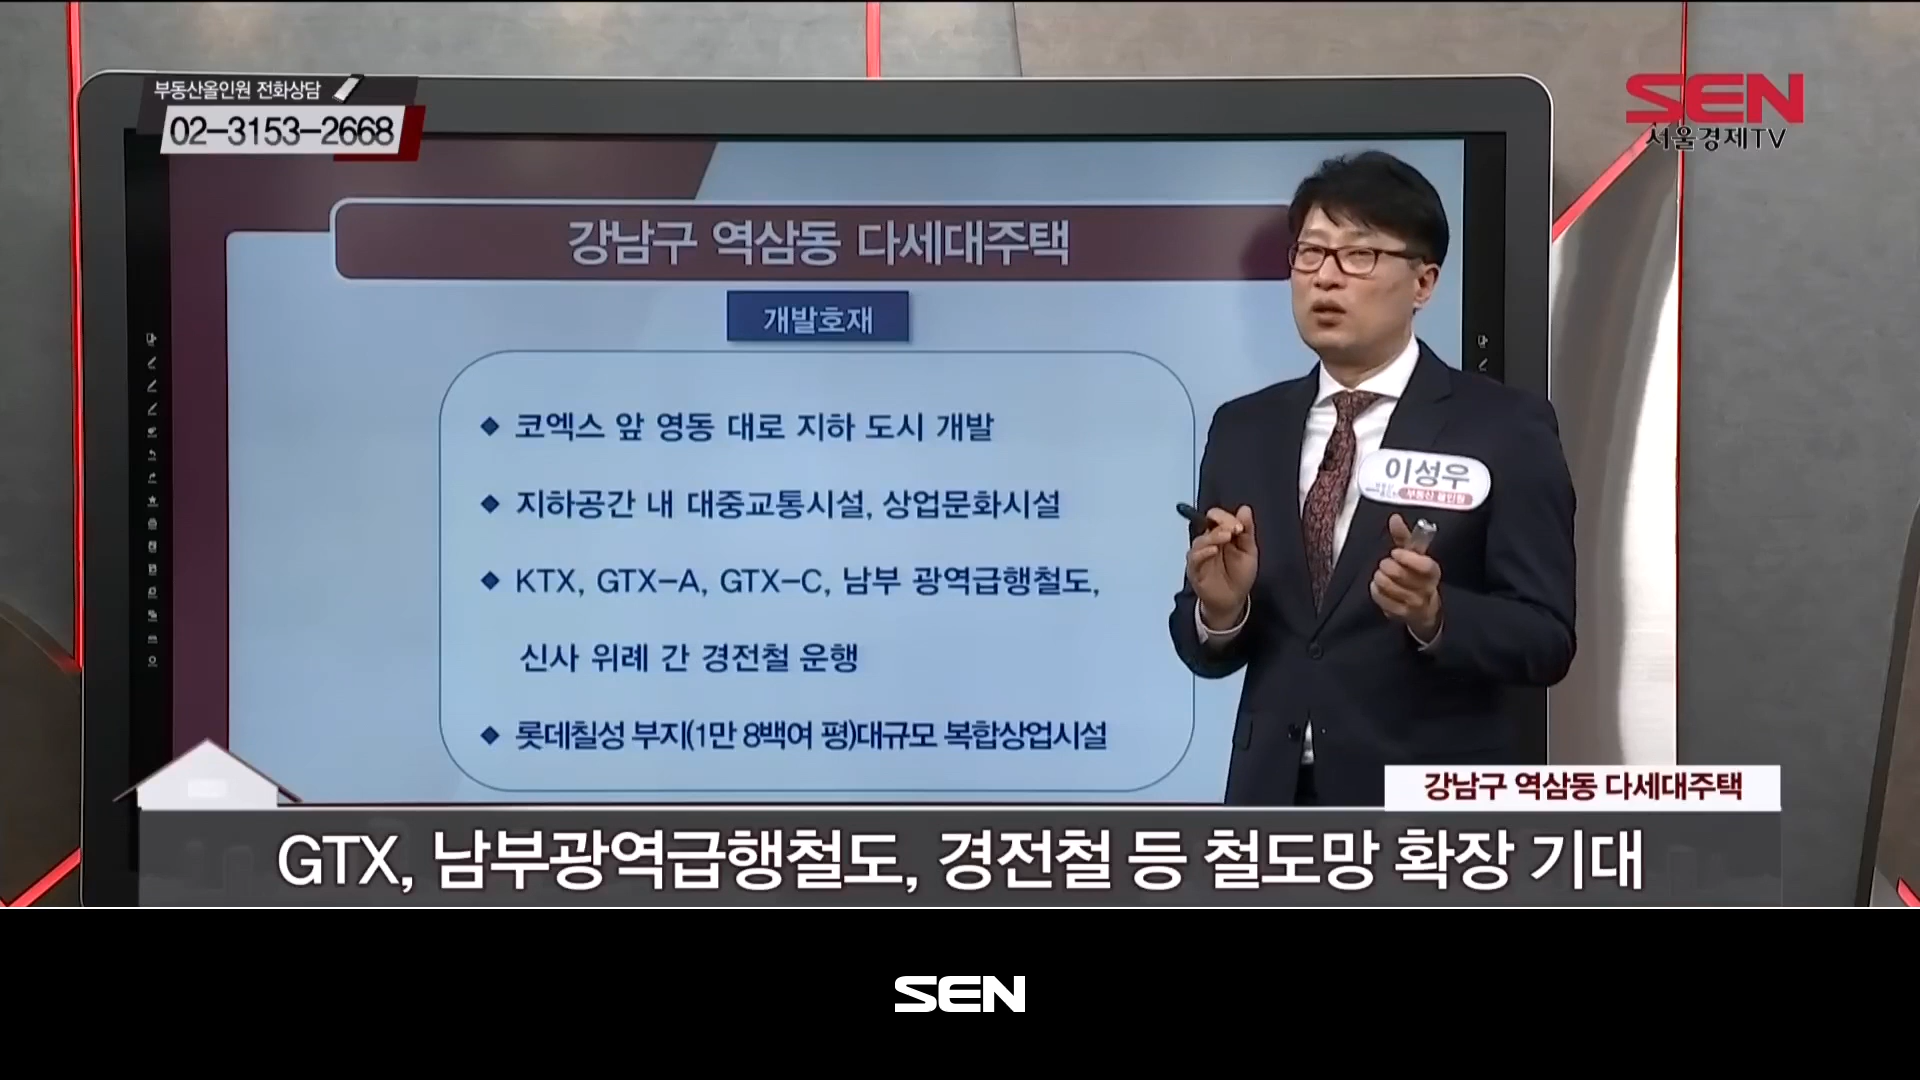 부동산올인원 전화상담
02-3153-2668
SEN
서울경제TV
강남구 역삼동 다세대주택
개발호재
◆ 코엑스 앞 영동 대로 지하 도시 개발
◆ 지하공간 내 대중교통시설, 상업문화시설
◆ KTX, GTX-A, GTX-C, 남부 광역급행철도,
신사 위례 간 경전철 운행
◆ 롯데칠성 부지(1만 8백여 평)대규모 복합상업시설
이성우
부동산 올인원
강남구 역삼동 다세대주택
GTX, 남부광역급행철도, 경전철 등 철도망 확장 기대
SEN